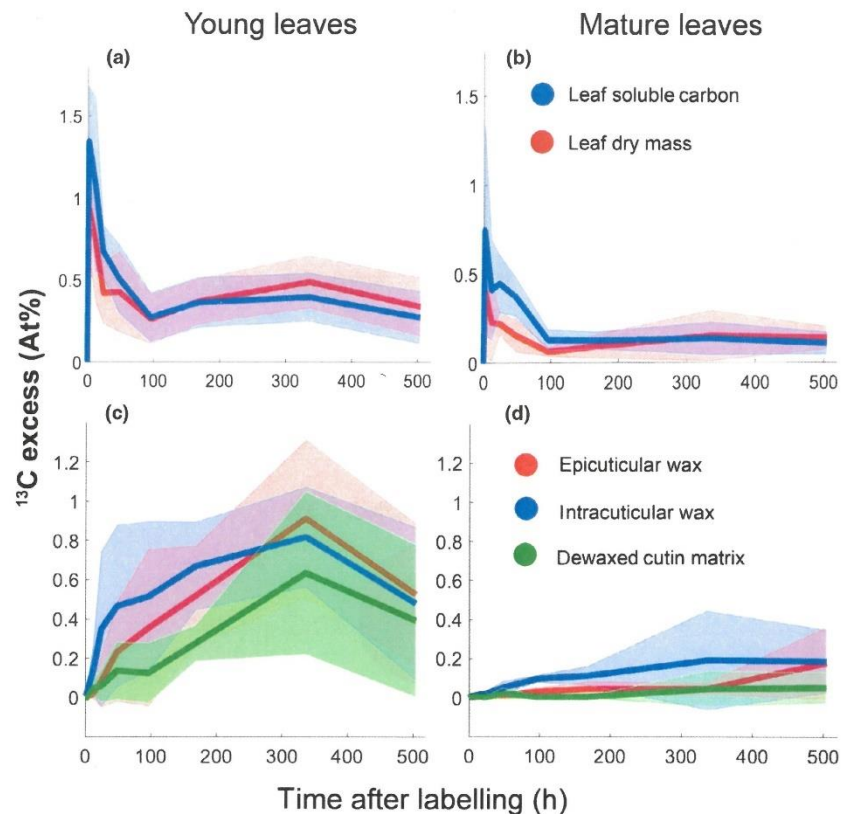 Young leaves
Mature leaves
(a)
(b)
1.5
1
0.5
0
0 100 200 300 400 500
1.5
1
0.5
0
0 100 200 300 400 500
Leaf soluble carbon
Leaf dry mass
¹³C excess (At%)
(c)
(d)
1.2
1
0.8
0.6
0.4
0.2
0
0 100 200 300 400 500
1.2
1
0.8
0.6
0.4
0.2
0
0 100 200 300 400 500
Epicuticular wax
Intracuticular wax
Dewaxed cutin matrix
Time after labelling (h)